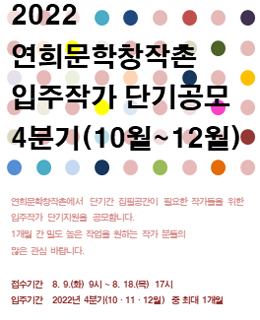 2022
연희문학창작촌
입주작가 단기공모
4분기(10월~12월)
연희문학창작촌에서 단기간 집필공간이 필요한 작가들을 위한
입주작가 단기지원을 공모합니다.
1개월 간 밀도 높은 작업을 원하는 작가 분들의
많은 관심 바랍니다.
접수기간 8. 9.(화) 9시 ~ 8. 18.(목) 17시
입주기간 2022년 4분기(10 · 11 · 12월) 중 최대 1개월